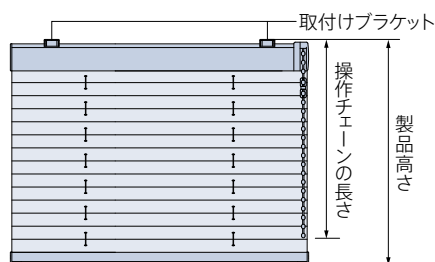 取付けブラケット
操作チェーンの長さ
製品高さ